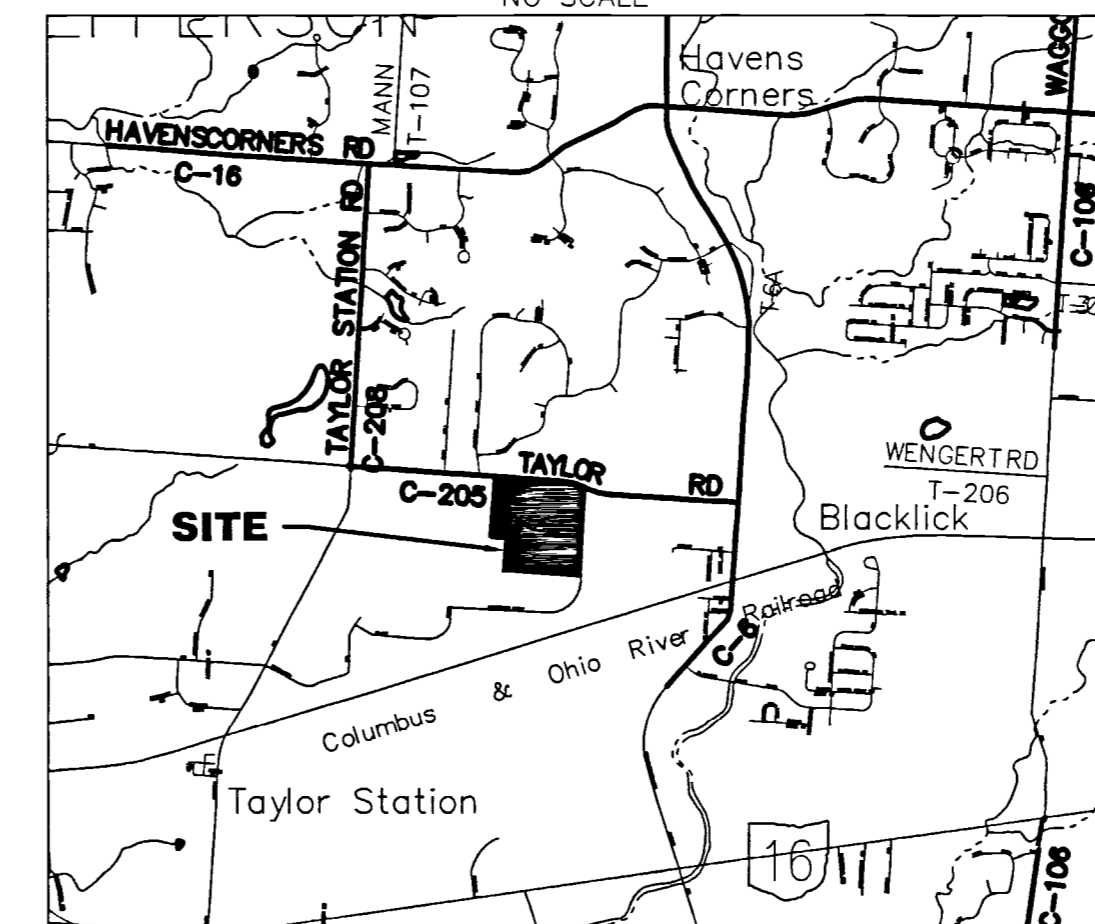 NO SCALE
Havens
Corners
MANN
T-107
HAVENSCORNERS RD
C-16
TAYLOR STATION RD
C-208
C-106
WENGERT RD
T-206
TAYLOR RD
C-205
SITE
Blacklick
Columbus & Ohio River Railroad
C-6
Taylor Station
16
C-106